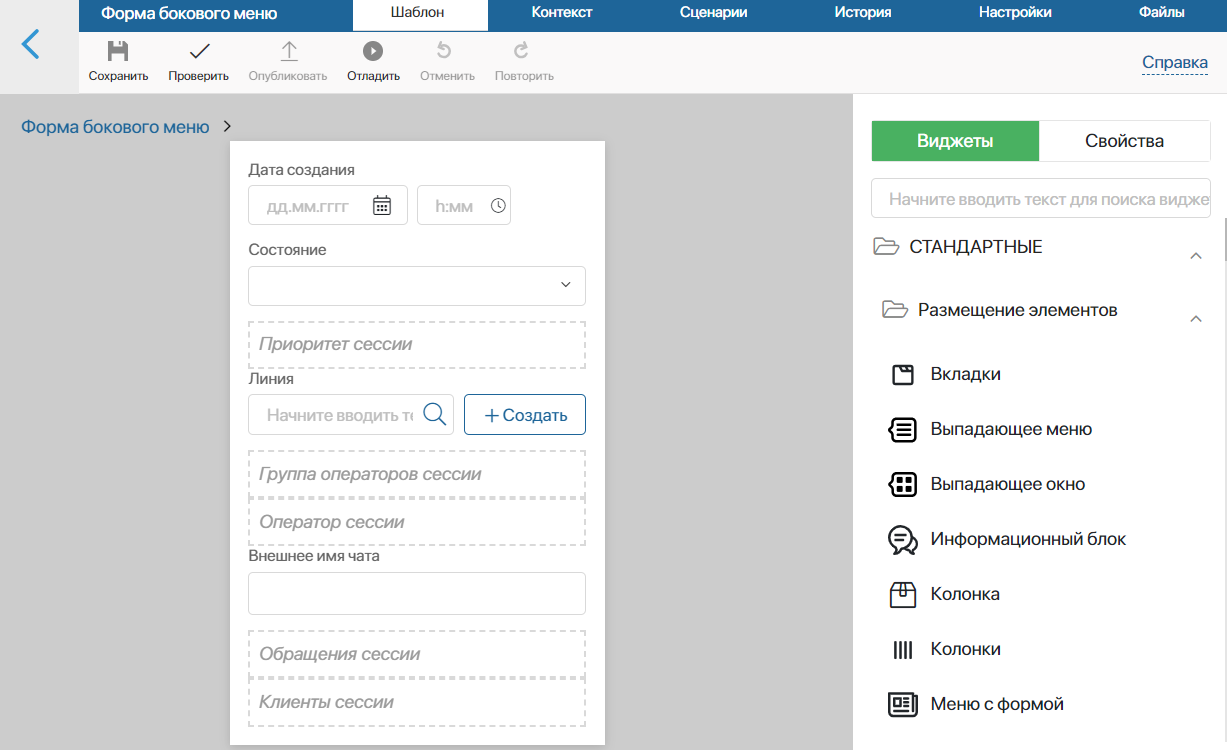 Форма бокового меню
Шаблон
Контекст
Сценарии
История
Настройки
Файлы
Сохранить
Проверить
Опубликовать
Отладить
Отменить
Повторить
Справка
Форма бокового меню
Дата создания
дд.мм.гггг
h:мм
Состояние
Приоритет сессии
Линия
Начните вводить те
+ Создать
Группа операторов сессии
Оператор сессии
Внешнее имя чата
Обращения сессии
Клиенты сессии
Виджеты
Свойства
Начните вводить текст для поиска видже
СТАНДАРТНЫЕ
Размещение элементов
Вкладки
Выпадающее меню
Выпадающее окно
Информационный блок
Колонка
Колонки
Меню с формой